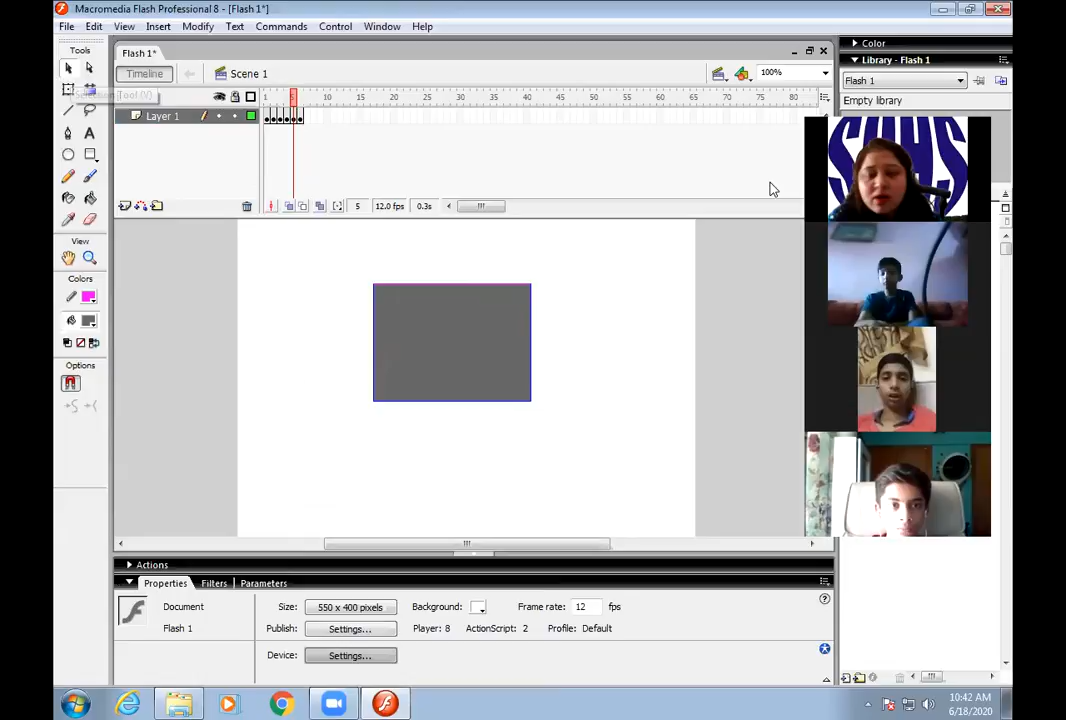 Macromedia Flash Professional 8 - [Flash 1*]
File Edit View Insert Modify Text Commands Control Window Help
Tools
Flash 1*
Color
Library - Flash 1
Timeline
Scene 1
100%
Flash 1
Empty library
Selection Tool (V)
1 5 10 15 20 25 30 35 40 45 50 55 60 65 70 75 80
Layer 1
5 12.0 fps 0.3s
View
Colors
Options
Actions
Properties Filters Parameters
Document
Flash 1
Size: 550 x 400 pixels Background: Frame rate: 12 fps
Publish: Settings... Player: 8 ActionScript: 2 Profile: Default
Device: Settings...
10:42 AM
6/18/2020